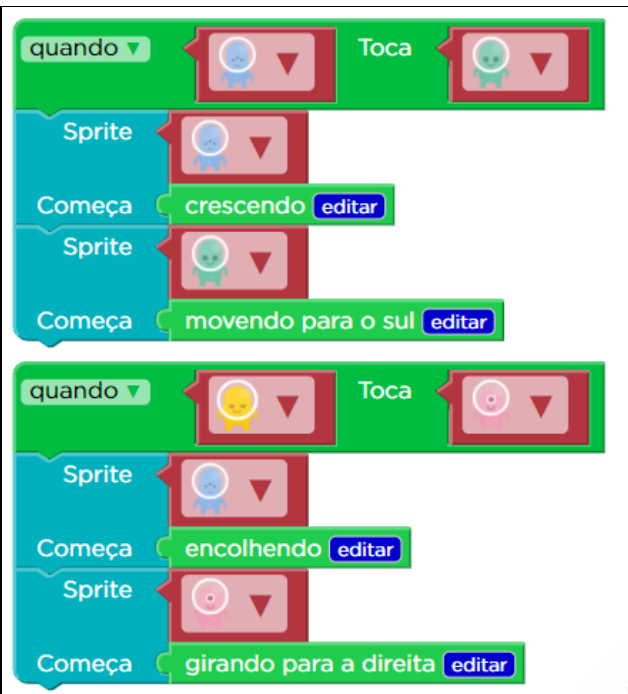 quando ▼ ▼ Toca ▼
Sprite ▼
Começa crescendo editar
Sprite ▼
Começa movendo para o sul editar
quando ▼ ▼ Toca ▼
Sprite ▼
Começa encolhendo editar
Sprite ▼
Começa girando para a direita editar